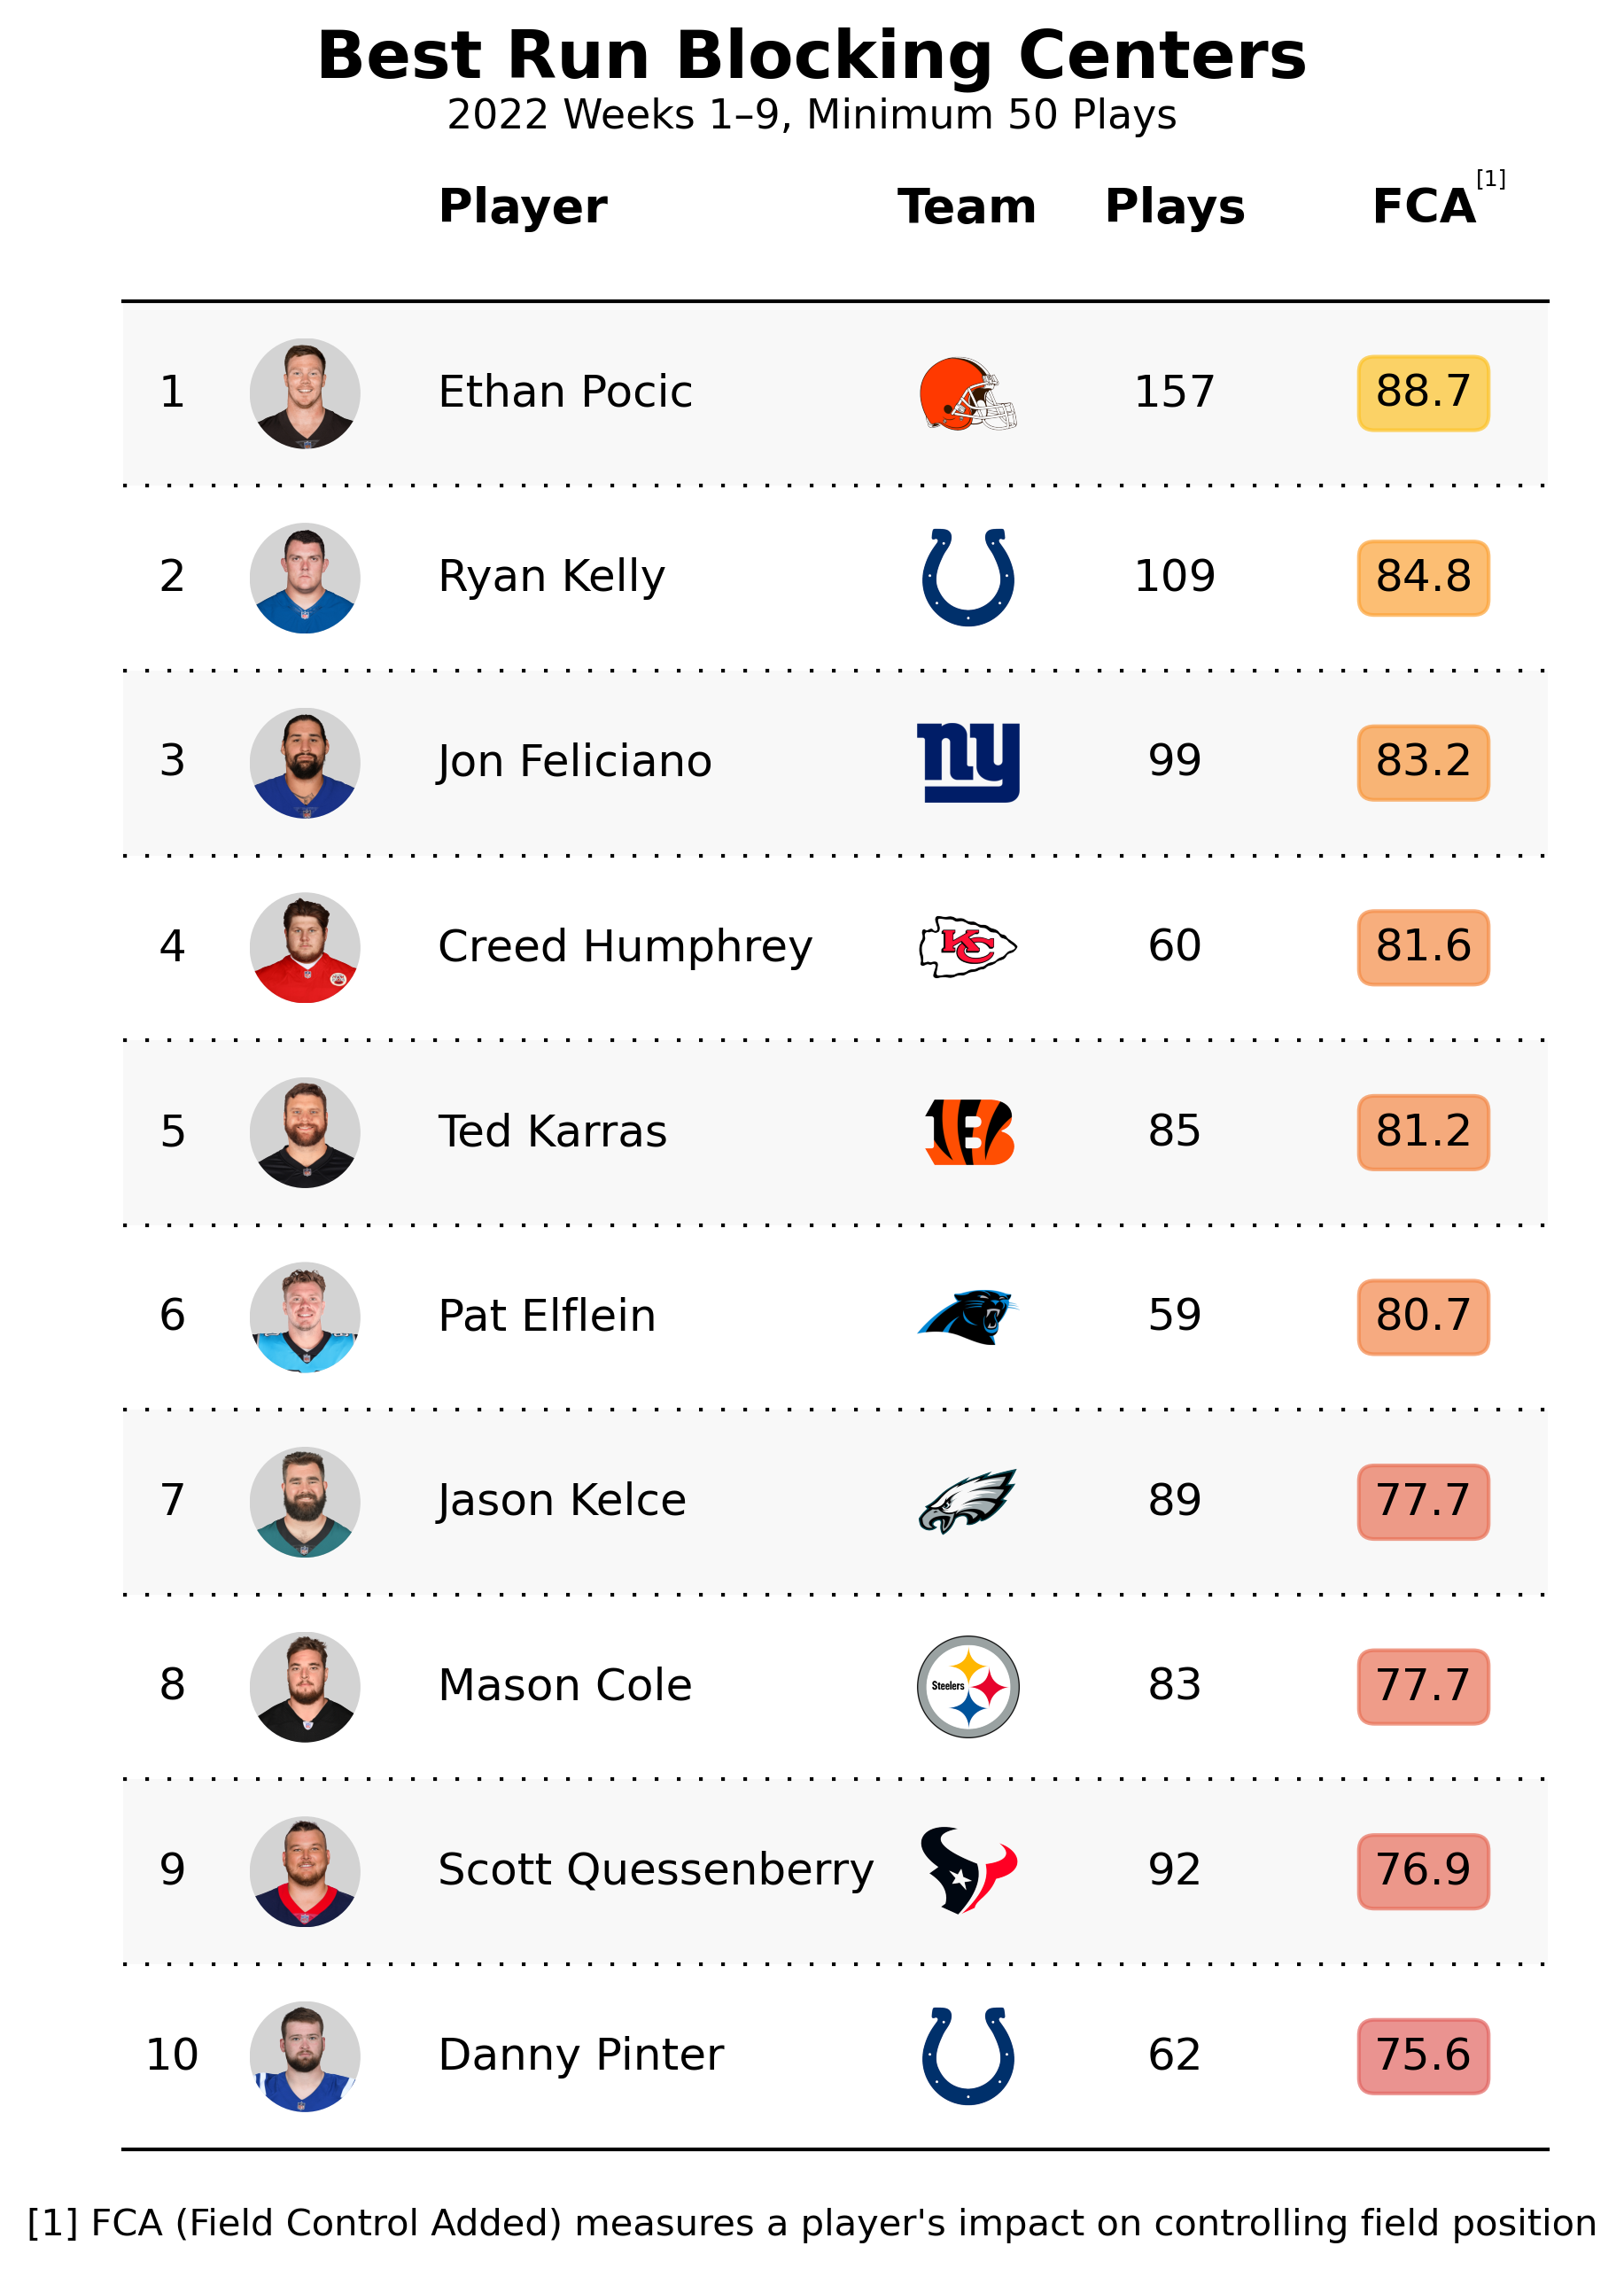 Best Run Blocking Centers
2022 Weeks 1–9, Minimum 50 Plays
Player Team Plays FCA[1]
1 Ethan Pocic 157 88.7
2 Ryan Kelly 109 84.8
3 Jon Feliciano ny 99 83.2
4 Creed Humphrey KC 60 81.6
5 Ted Karras B 85 81.2
6 Pat Elflein 59 80.7
7 Jason Kelce 89 77.7
8 Mason Cole Steelers 83 77.7
9 Scott Quessenberry 92 76.9
10 Danny Pinter 62 75.6
[1] FCA (Field Control Added) measures a player's impact on controlling field position